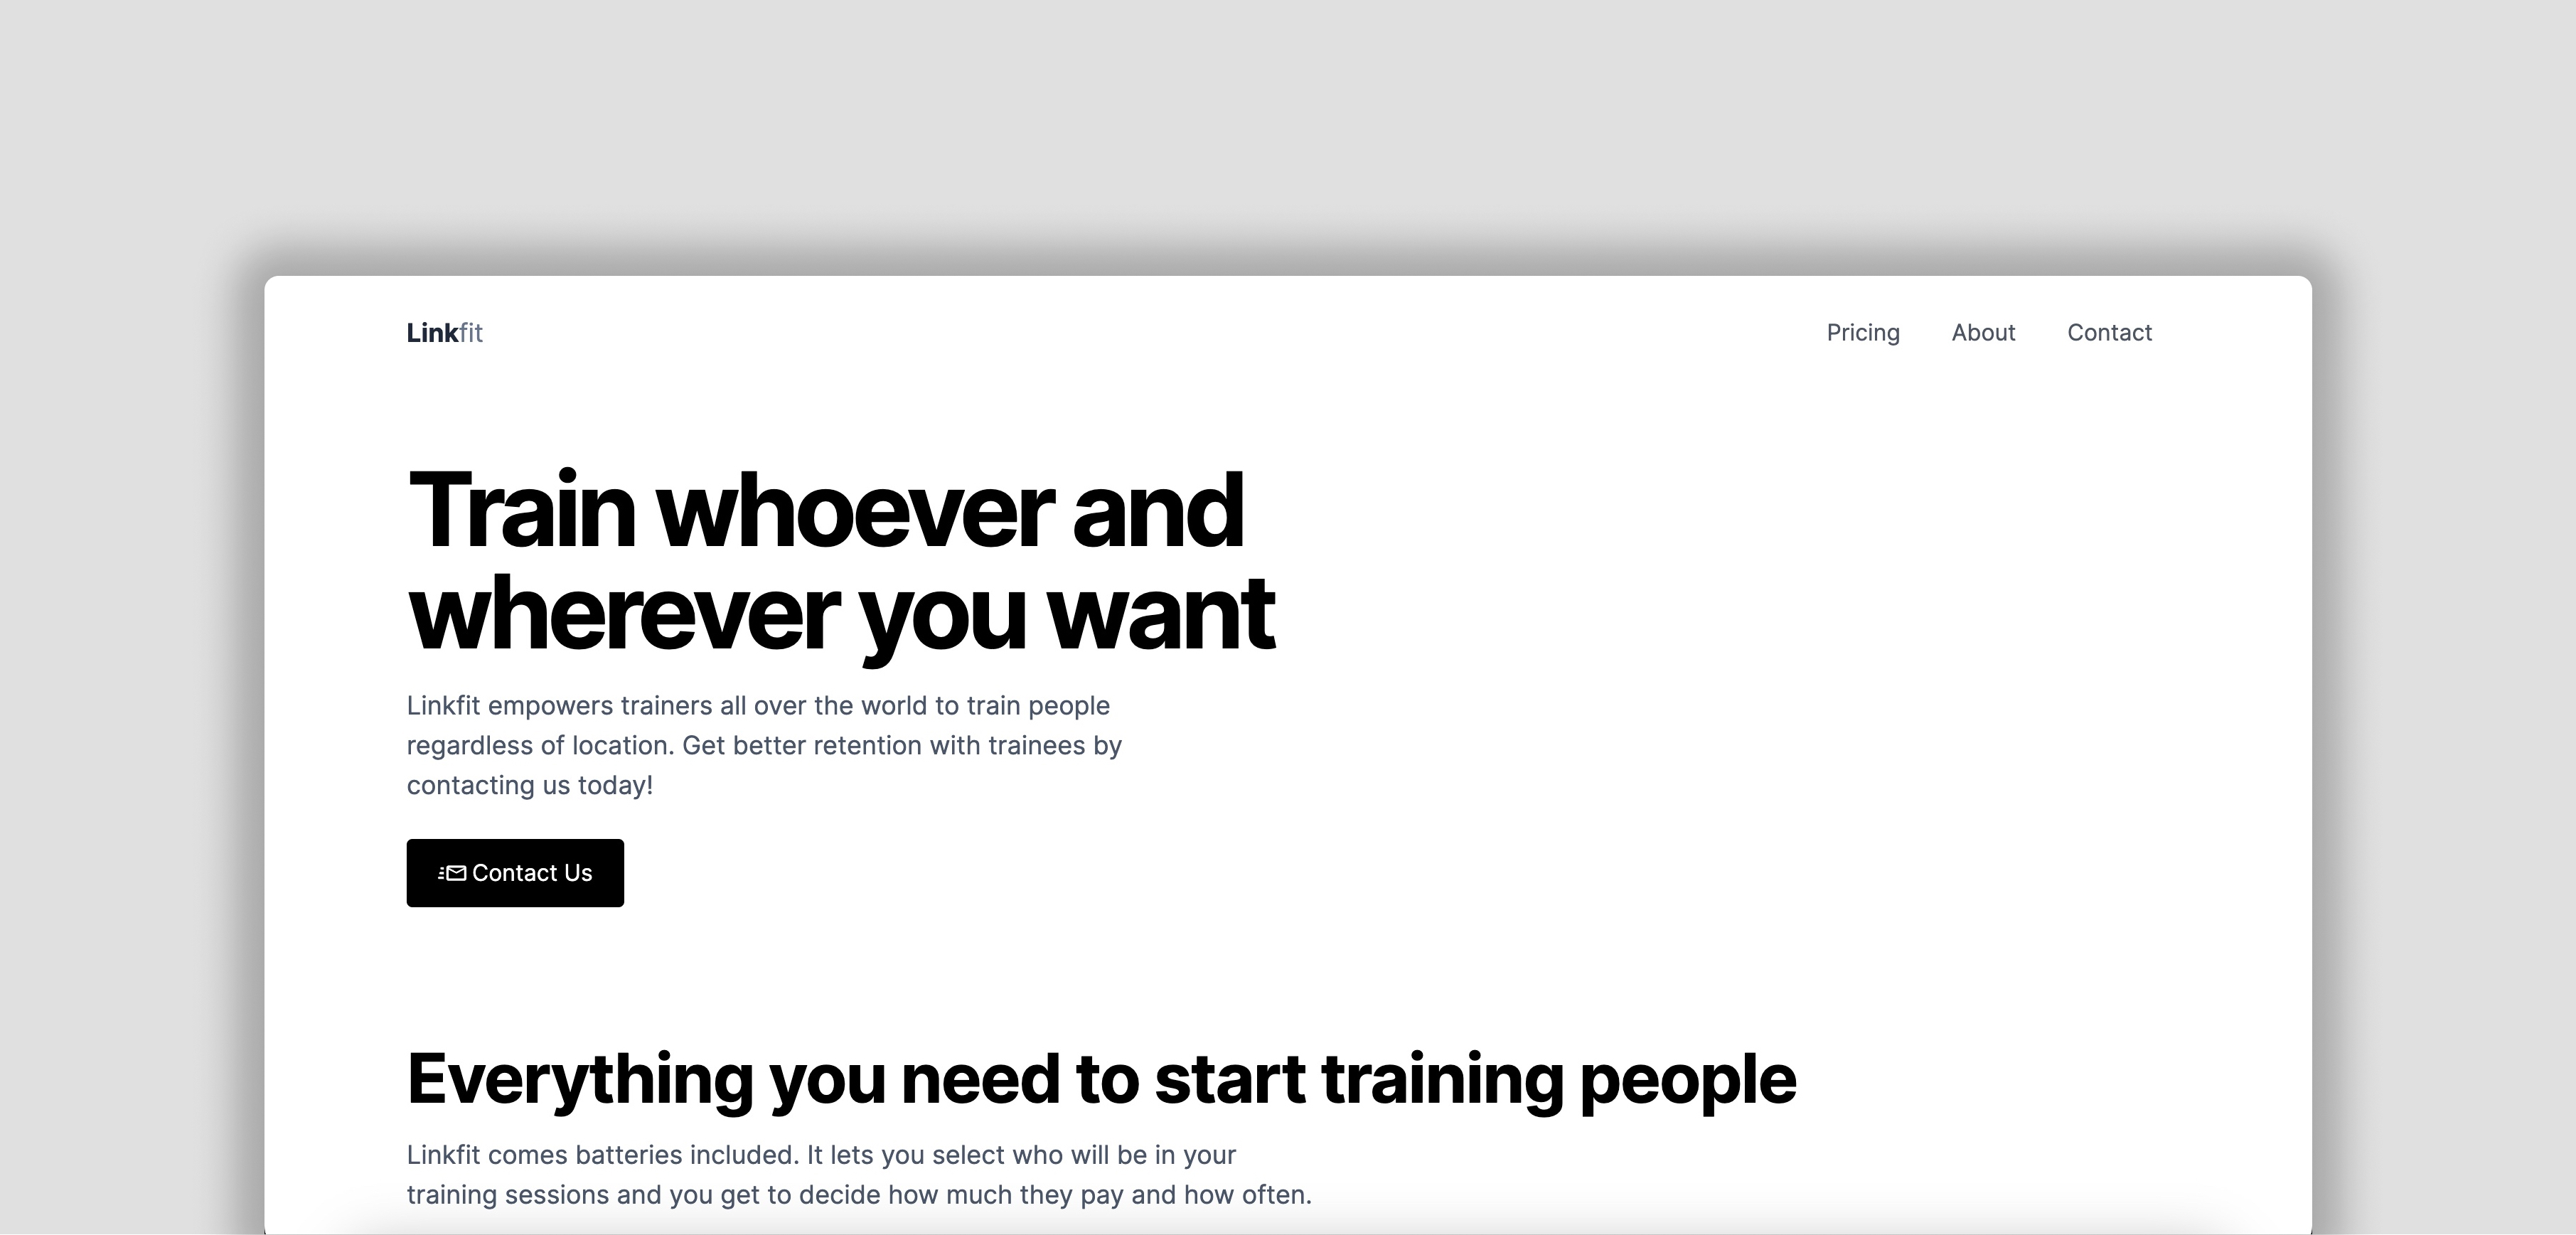 Linkfit
Pricing About Contact
Train whoever and
wherever you want
Linkfit empowers trainers all over the world to train people
regardless of location. Get better retention with trainees by
contacting us today!
Contact Us
Everything you need to start training people
Linkfit comes batteries included. It lets you select who will be in your
training sessions and you get to decide how much they pay and how often.